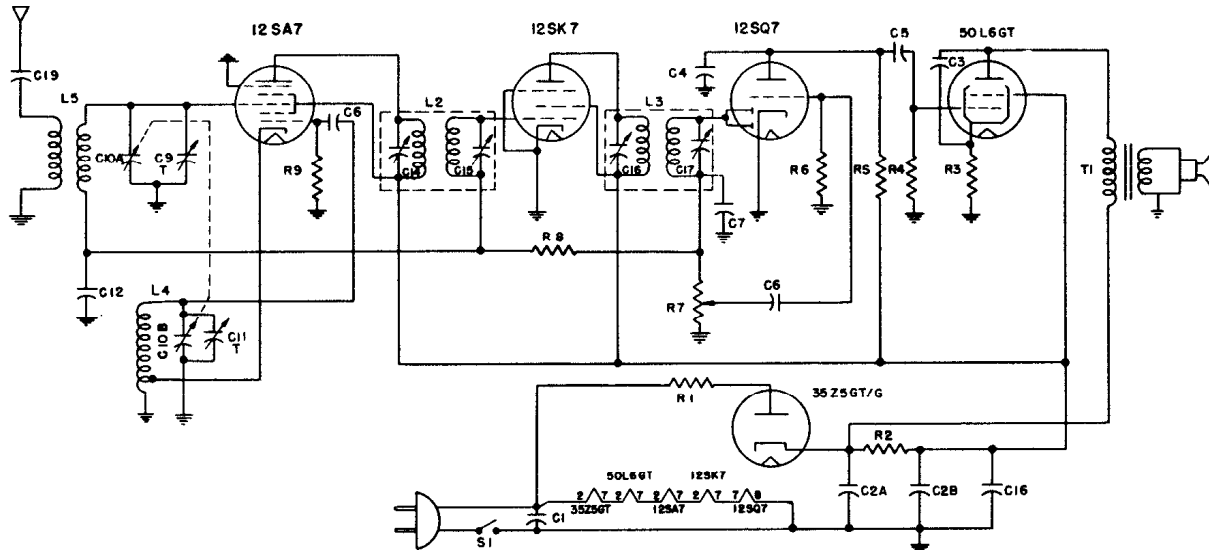 12SA7
12SK7
12SQ7
50L6GT
C19
L5
C10A
C9
T
C6
R9
L2
C14
C15
L3
C16
C17
C4
C7
R6
R5
C5
R4
C3
R3
T1
R8
C12
L4
C10B
C11
T
R7
C6
R1
35Z5GT/G
R2
C2A
C2B
C16
50L6GT
12SK7
2 7 2 7 2 7 2 7 7 8
35Z5GT
12SA7
12SQ7
C1
S1